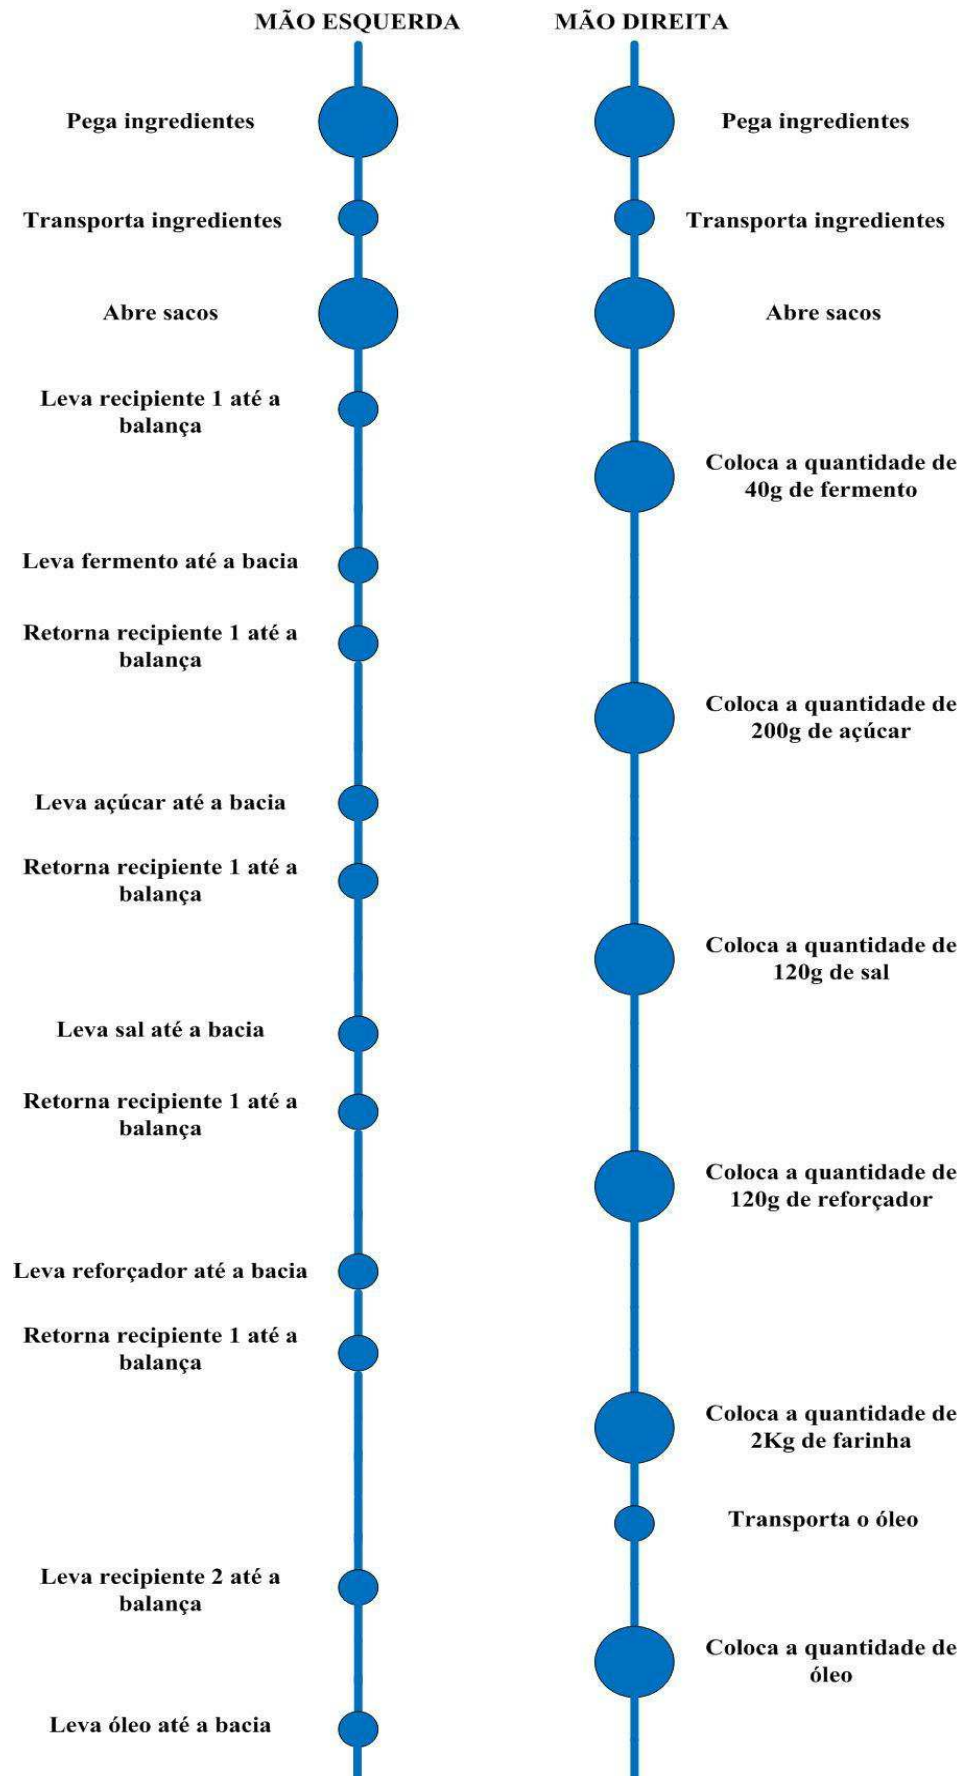 MÃO ESQUERDA
MÃO DIREITA
Pega ingredientes
Pega ingredientes
Transporta ingredientes
Transporta ingredientes
Abre sacos
Abre sacos
Leva recipiente 1 até a
balança
Coloca a quantidade de
40g de fermento
Leva fermento até a bacia
Retorna recipiente 1 até a
balança
Coloca a quantidade de
200g de açúcar
Leva açúcar até a bacia
Retorna recipiente 1 até a
balança
Coloca a quantidade de
120g de sal
Leva sal até a bacia
Retorna recipiente 1 até a
balança
Coloca a quantidade de
120g de reforçador
Leva reforçador até a bacia
Retorna recipiente 1 até a
balança
Coloca a quantidade de
2Kg de farinha
Transporta o óleo
Leva recipiente 2 até a
balança
Coloca a quantidade de
óleo
Leva óleo até a bacia